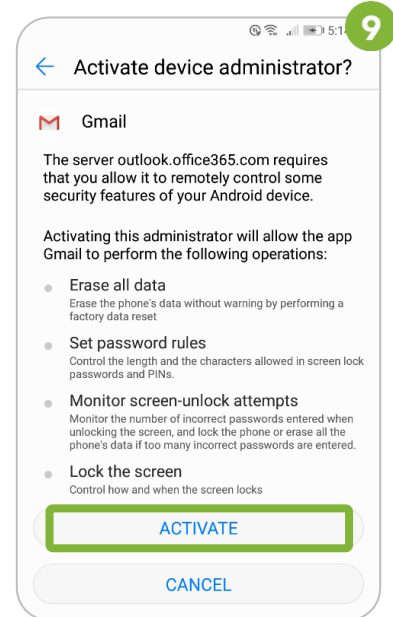 5:14
9
Activate device administrator?
Gmail
The server outlook.office365.com requires
that you allow it to remotely control some
security features of your Android device.
Activating this administrator will allow the app
Gmail to perform the following operations:
Erase all data
Erase the phone's data without warning by performing a
factory data reset
Set password rules
Control the length and the characters allowed in screen lock
passwords and PINs.
Monitor screen-unlock attempts
Monitor the number of incorrect passwords entered when
unlocking the screen, and lock the phone or erase all the
phone's data if too many incorrect passwords are entered.
Lock the screen
Control how and when the screen locks
ACTIVATE
CANCEL